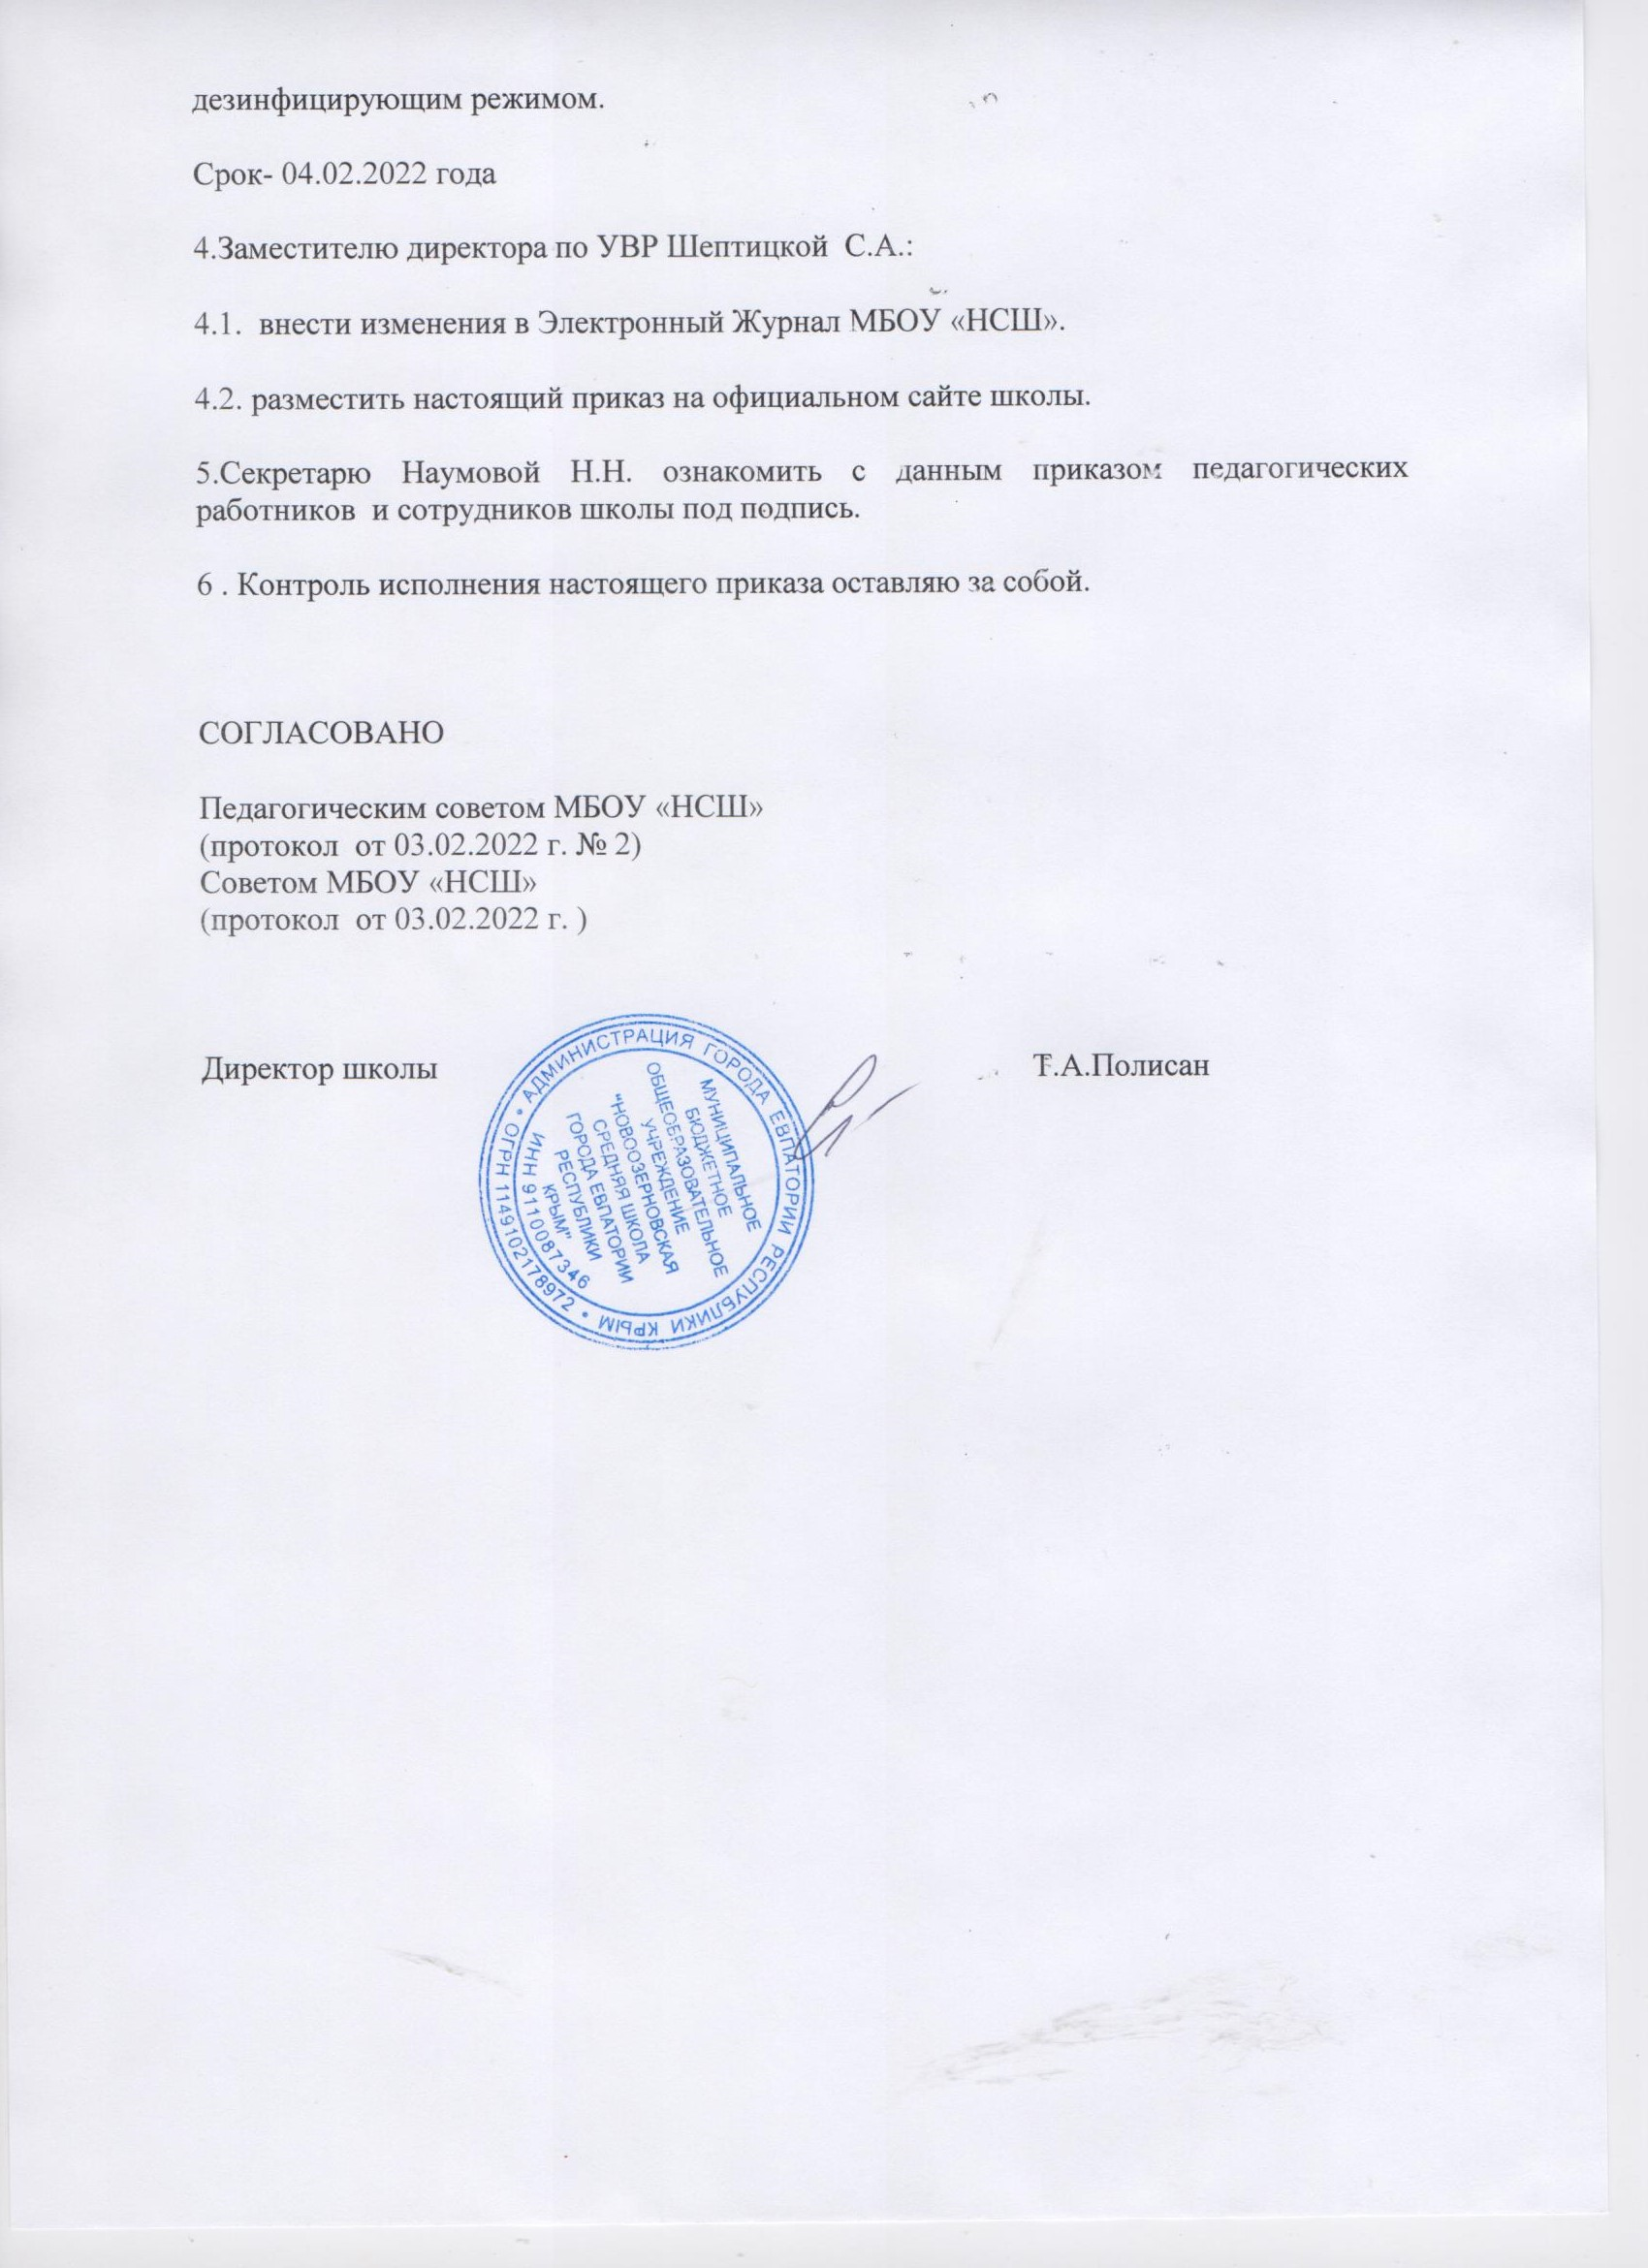 дезинфицирующим режимом.
Срок- 04.02.2022 года
4.Заместителю директора по УВР Шептицкой С.А.:
4.1. внести изменения в Электронный Журнал МБОУ «НСШ».
4.2. разместить настоящий приказ на официальном сайте школы.
5.Секретарю Наумовой Н.Н. ознакомить с данным приказом педагогических
работников и сотрудников школы под подпись.
6 . Контроль исполнения настоящего приказа оставляю за собой.
СОГЛАСОВАНО
Педагогическим советом МБОУ «НСШ»
(протокол от 03.02.2022 г. № 2)
Советом МБОУ «НСШ»
(протокол от 03.02.2022 г. )
Директор школы
Т.А.Полисан
• АДМИНИСТРАЦИЯ ГОРОДА ЕВПАТОРИИ РЕСПУБЛИКИ КРЫМ •
ОГРН 1149102178972
ИНН 9110087346
МУНИЦИПАЛЬНОЕ
БЮДЖЕТНОЕ
ОБЩЕОБРАЗОВАТЕЛЬНОЕ
УЧРЕЖДЕНИЕ
"НОВООЗЕРНОВСКАЯ
СРЕДНЯЯ ШКОЛА
ГОРОДА ЕВПАТОРИИ
РЕСПУБЛИКИ
КРЫМ"